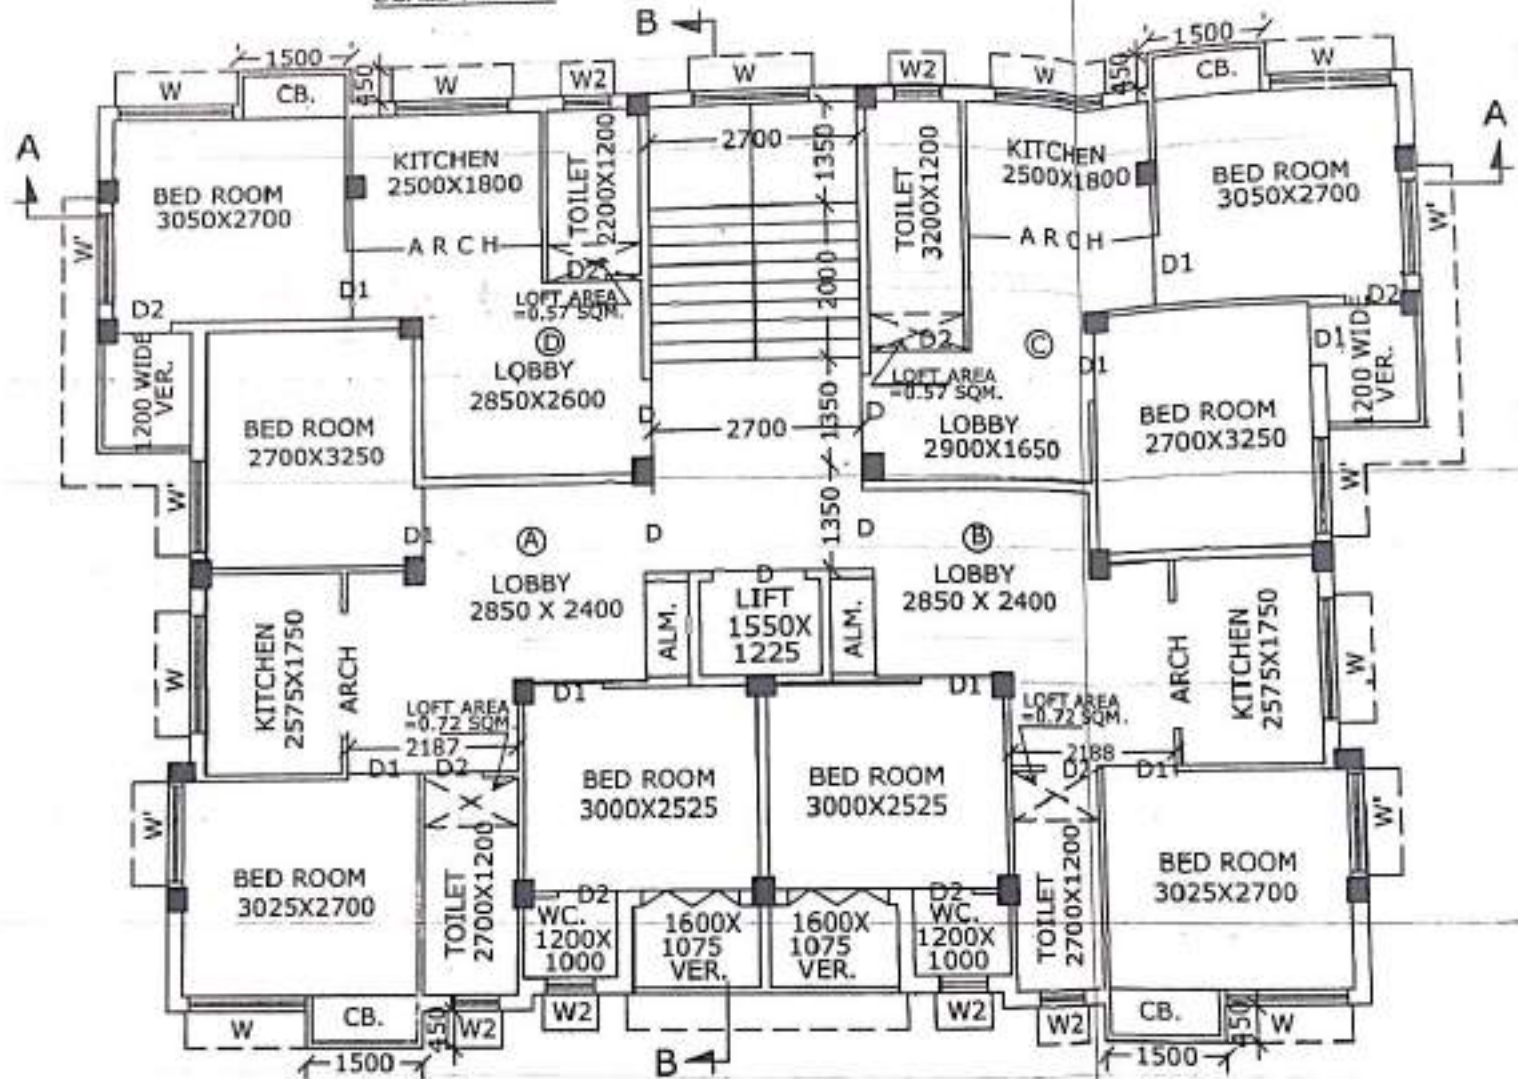 B
1500
1500
W
CB.
450
W
W2
W
W2
W
450
CB.
W
A
A
2700
1350
KITCHEN
2500X1800
TOILET
2200X1200
TOILET
3200X1200
KITCHEN
2500X1800
BED ROOM
3050X2700
BED ROOM
3050X2700
W'
W'
ARCH
ARCH
D2
D1
D2
D1
LOFT AREA
=0.57 SQM.
2000
D2
D2
D1
1200 WIDE
VER.
D
LOBBY
2850X2600
LOFT AREA
=0.57 SQM.
C
D1
1200 WIDE
VER.
BED ROOM
2700X3250
D
2700
1350
D
LOBBY
2900X1650
BED ROOM
2700X3250
W'
W'
D1
A
D
1350
D
B
LOBBY
2850 X 2400
D
LOBBY
2850 X 2400
ALM.
LIFT
1550X
1225
ALM.
KITCHEN
2575X1750
ARCH
ARCH
KITCHEN
2575X1750
W
W
LOFT AREA
=0.72 SQM.
D1
D1
LOFT AREA
=0.72 SQM.
2187
2188
D1
D2
D2
D1
BED ROOM
3000X2525
BED ROOM
3000X2525
X
W'
W'
BED ROOM
3025X2700
TOILET
2700X1200
D2
D2
TOILET
2700X1200
BED ROOM
3025X2700
WC.
1200X
1000
1600X
1075
VER.
1600X
1075
VER.
WC.
1200X
1000
W
CB.
450
W2
W2
W2
W2
CB.
450
W
1500
B
1500